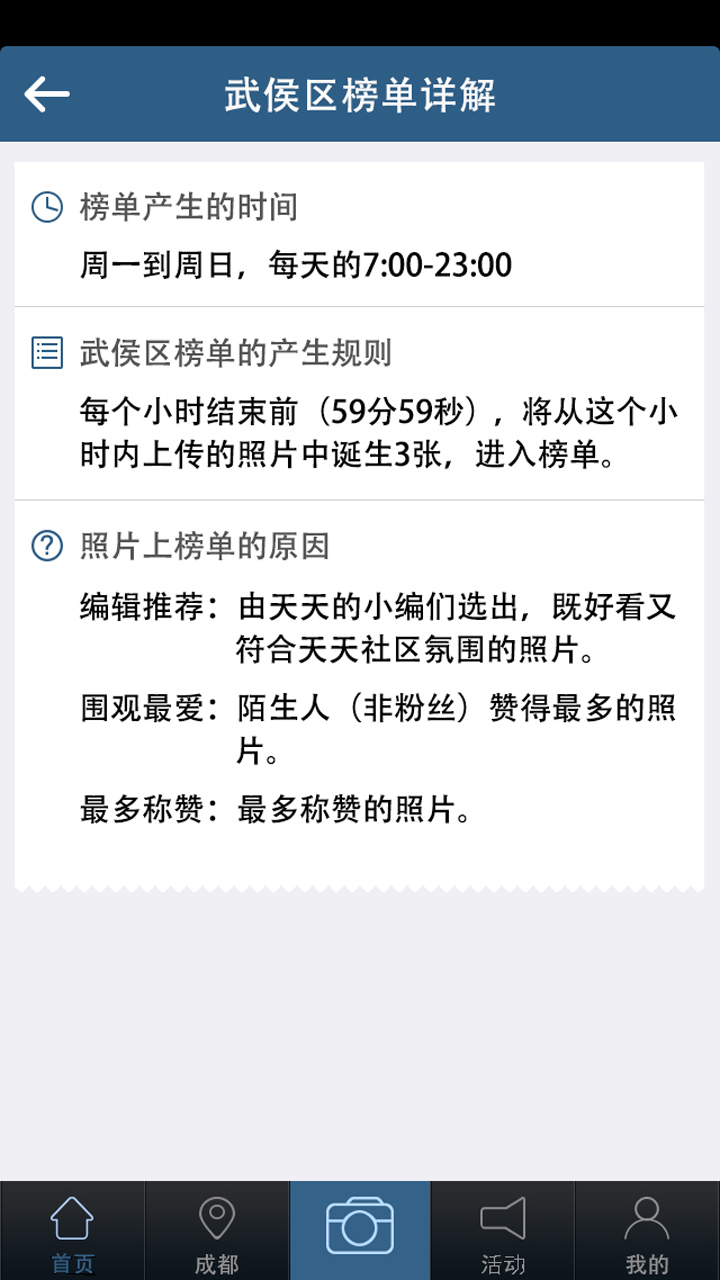 武侯区榜单详解
榜单产生的时间
周一到周日，每天的7:00-23:00
武侯区榜单的产生规则
每个小时结束前（59分59秒），将从这个小
时内上传的照片中诞生3张，进入榜单。
照片上榜单的原因
编辑推荐：由天天的小编们选出，既好看又
符合天天社区氛围的照片。
围观最爱：陌生人（非粉丝）赞得最多的照
片。
最多称赞：最多称赞的照片。
首页
成都
活动
我的